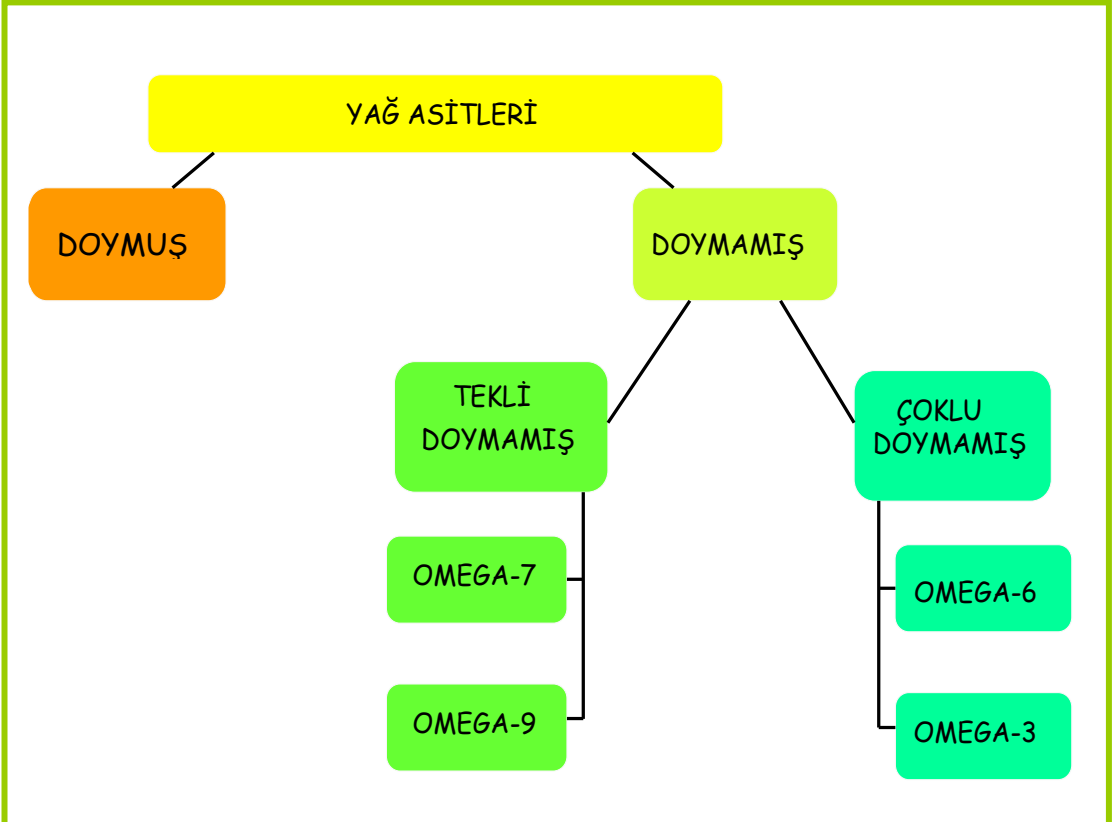 YAĞ ASİTLERİ
DOYMUŞ
DOYMAMIŞ
TEKLİ
DOYMAMIŞ
ÇOKLU
DOYMAMIŞ
OMEGA-7
OMEGA-6
OMEGA-9
OMEGA-3